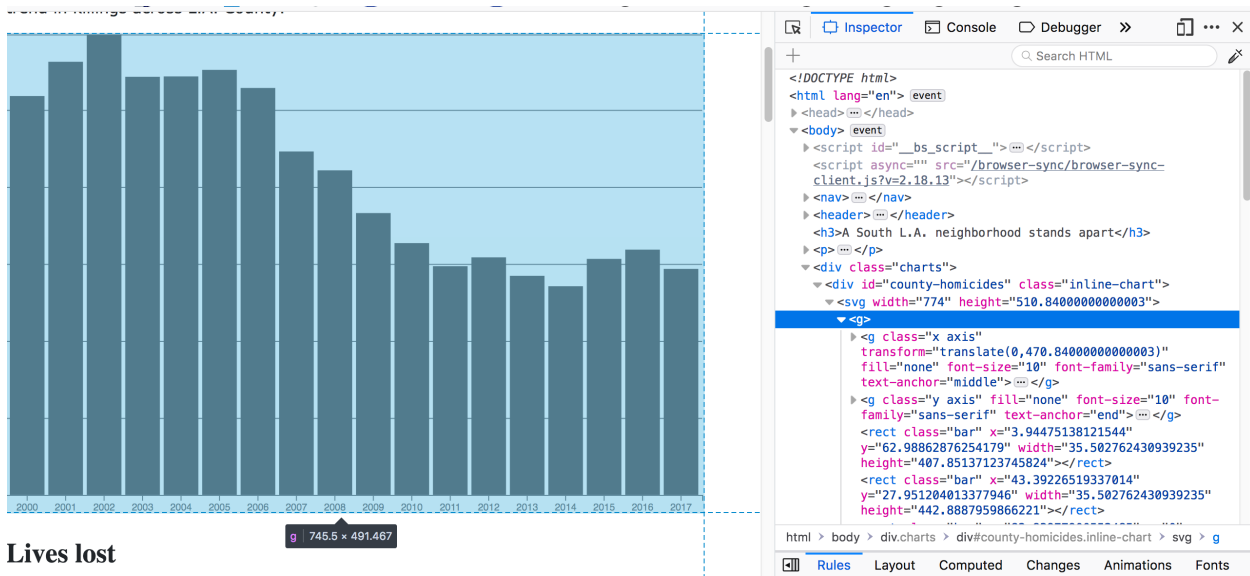 trend in killings across L.A. County?
2000 2001 2002 2003 2004 2005 2006 2007 2008 2009 2010 2011 2012 2013 2014 2015 2016 2017
g 745.5 × 491.467
Lives lost
Inspector Console Debugger
Search HTML
<!DOCTYPE html>
<html lang="en"> event
<head> ... </head>
<body> event
<script id="__bs_script__"> ... </script>
<script async="" src="/browser-sync/browser-sync-
client.js?v=2.18.13"></script>
<nav> ... </nav>
<header> ... </header>
<h3>A South L.A. neighborhood stands apart</h3>
<p> ... </p>
<div class="charts">
<div id="county-homicides" class="inline-chart">
<svg width="774" height="510.84000000000003">
<g>
<g class="x axis"
transform="translate(0,470.84000000000003)"
fill="none" font-size="10" font-family="sans-serif"
text-anchor="middle"> ... </g>
<g class="y axis" fill="none" font-size="10" font-
family="sans-serif" text-anchor="end"> ... </g>
<rect class="bar" x="3.94475138121544"
y="62.98862876254179" width="35.502762430939235"
height="407.85137123745824"></rect>
<rect class="bar" x="43.39226519337014"
y="27.951204013377946" width="35.502762430939235"
height="442.8887959866221"></rect>
html > body > div.charts > div#county-homicides.inline-chart > svg > g
Rules Layout Computed Changes Animations Fonts